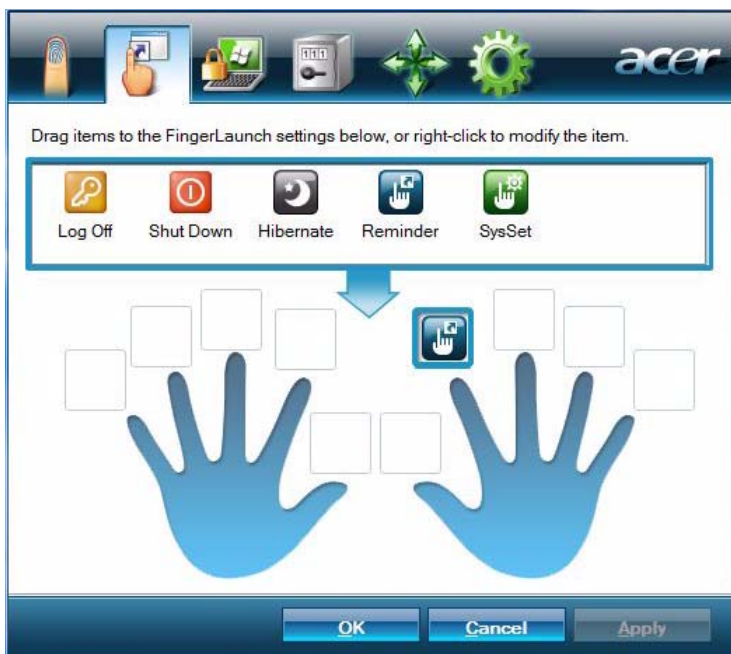 acer
Drag items to the FingerLaunch settings below, or right-click to modify the item.
Log Off Shut Down Hibernate Reminder SysSet
OK Cancel Apply